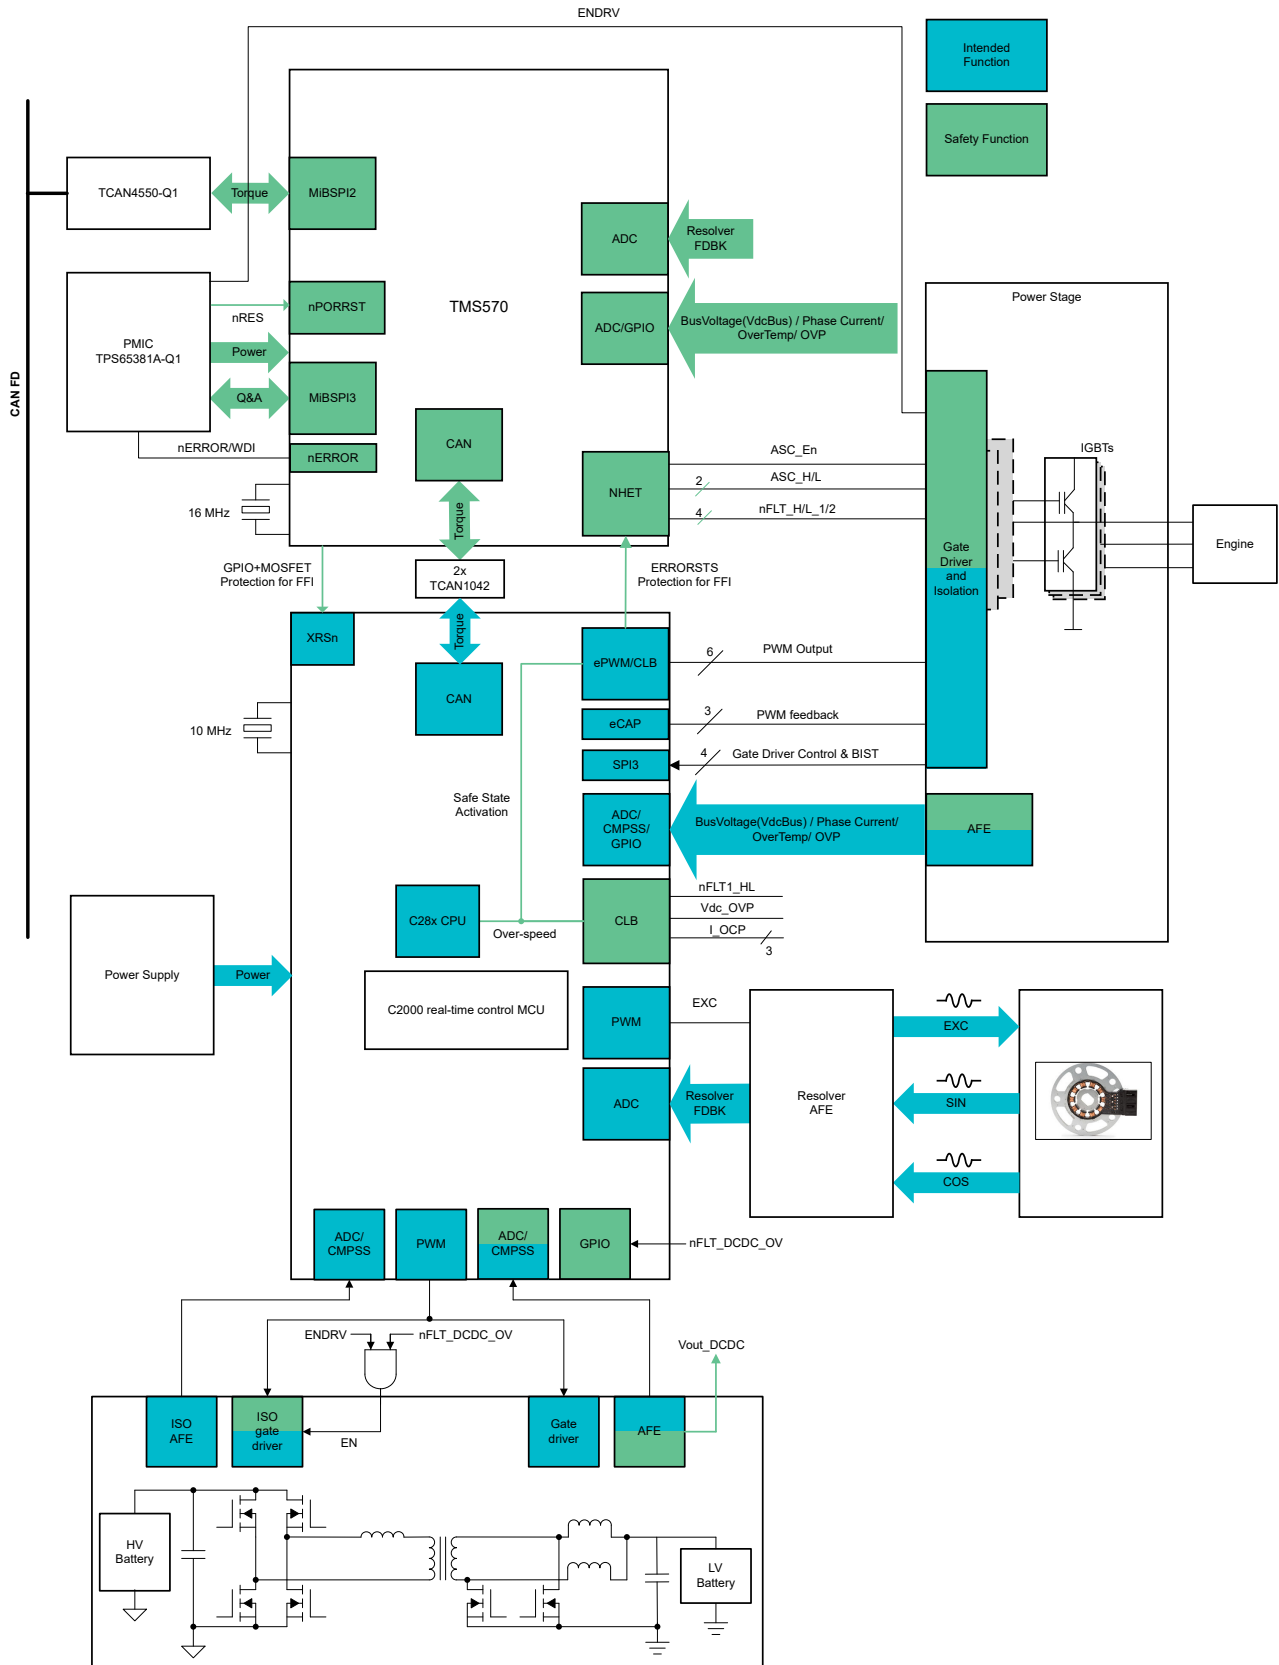 ENDRV
Intended
Function
Safety Function
CAN FD
TCAN4550-Q1
Torque
MiBSPI2
ADC
Resolver
FDBK
TMS570
PMIC
TPS65381A-Q1
nRES
nPORRST
Power
Q&A
MiBSPI3
nERROR/WDI
nERROR
ADC/GPIO
BusVoltage(VdcBus) / Phase Current/
OverTemp/ OVP
Power Stage
CAN
NHET
ASC_En
2
ASC_H/L
4
nFLT_H/L_1/2
16 MHz
Torque
IGBTs
Engine
Gate
Driver
and
Isolation
GPIO+MOSFET
Protection for FFI
2x
TCAN1042
ERRORSTS
Protection for FFI
XRSn
Torque
CAN
ePWM/CLB
6
PWM Output
10 MHz
eCAP
3
PWM feedback
SPI3
4
Gate Driver Control & BIST
Safe State
Activation
ADC/
CMPSS/
GPIO
BusVoltage(VdcBus) / Phase Current/
OverTemp/ OVP
AFE
C28x CPU
Over-speed
CLB
nFLT1_HL
Vdc_OVP
I_OCP
3
Power Supply
Power
C2000 real-time control MCU
PWM
EXC
ADC
Resolver
FDBK
Resolver
AFE
EXC
SIN
COS
ADC/
CMPSS
PWM
ADC/
CMPSS
GPIO
nFLT_DCDC_OV
ENDRV
nFLT_DCDC_OV
Vout_DCDC
ISO
AFE
ISO
gate
driver
EN
Gate
driver
AFE
HV
Battery
LV
Battery